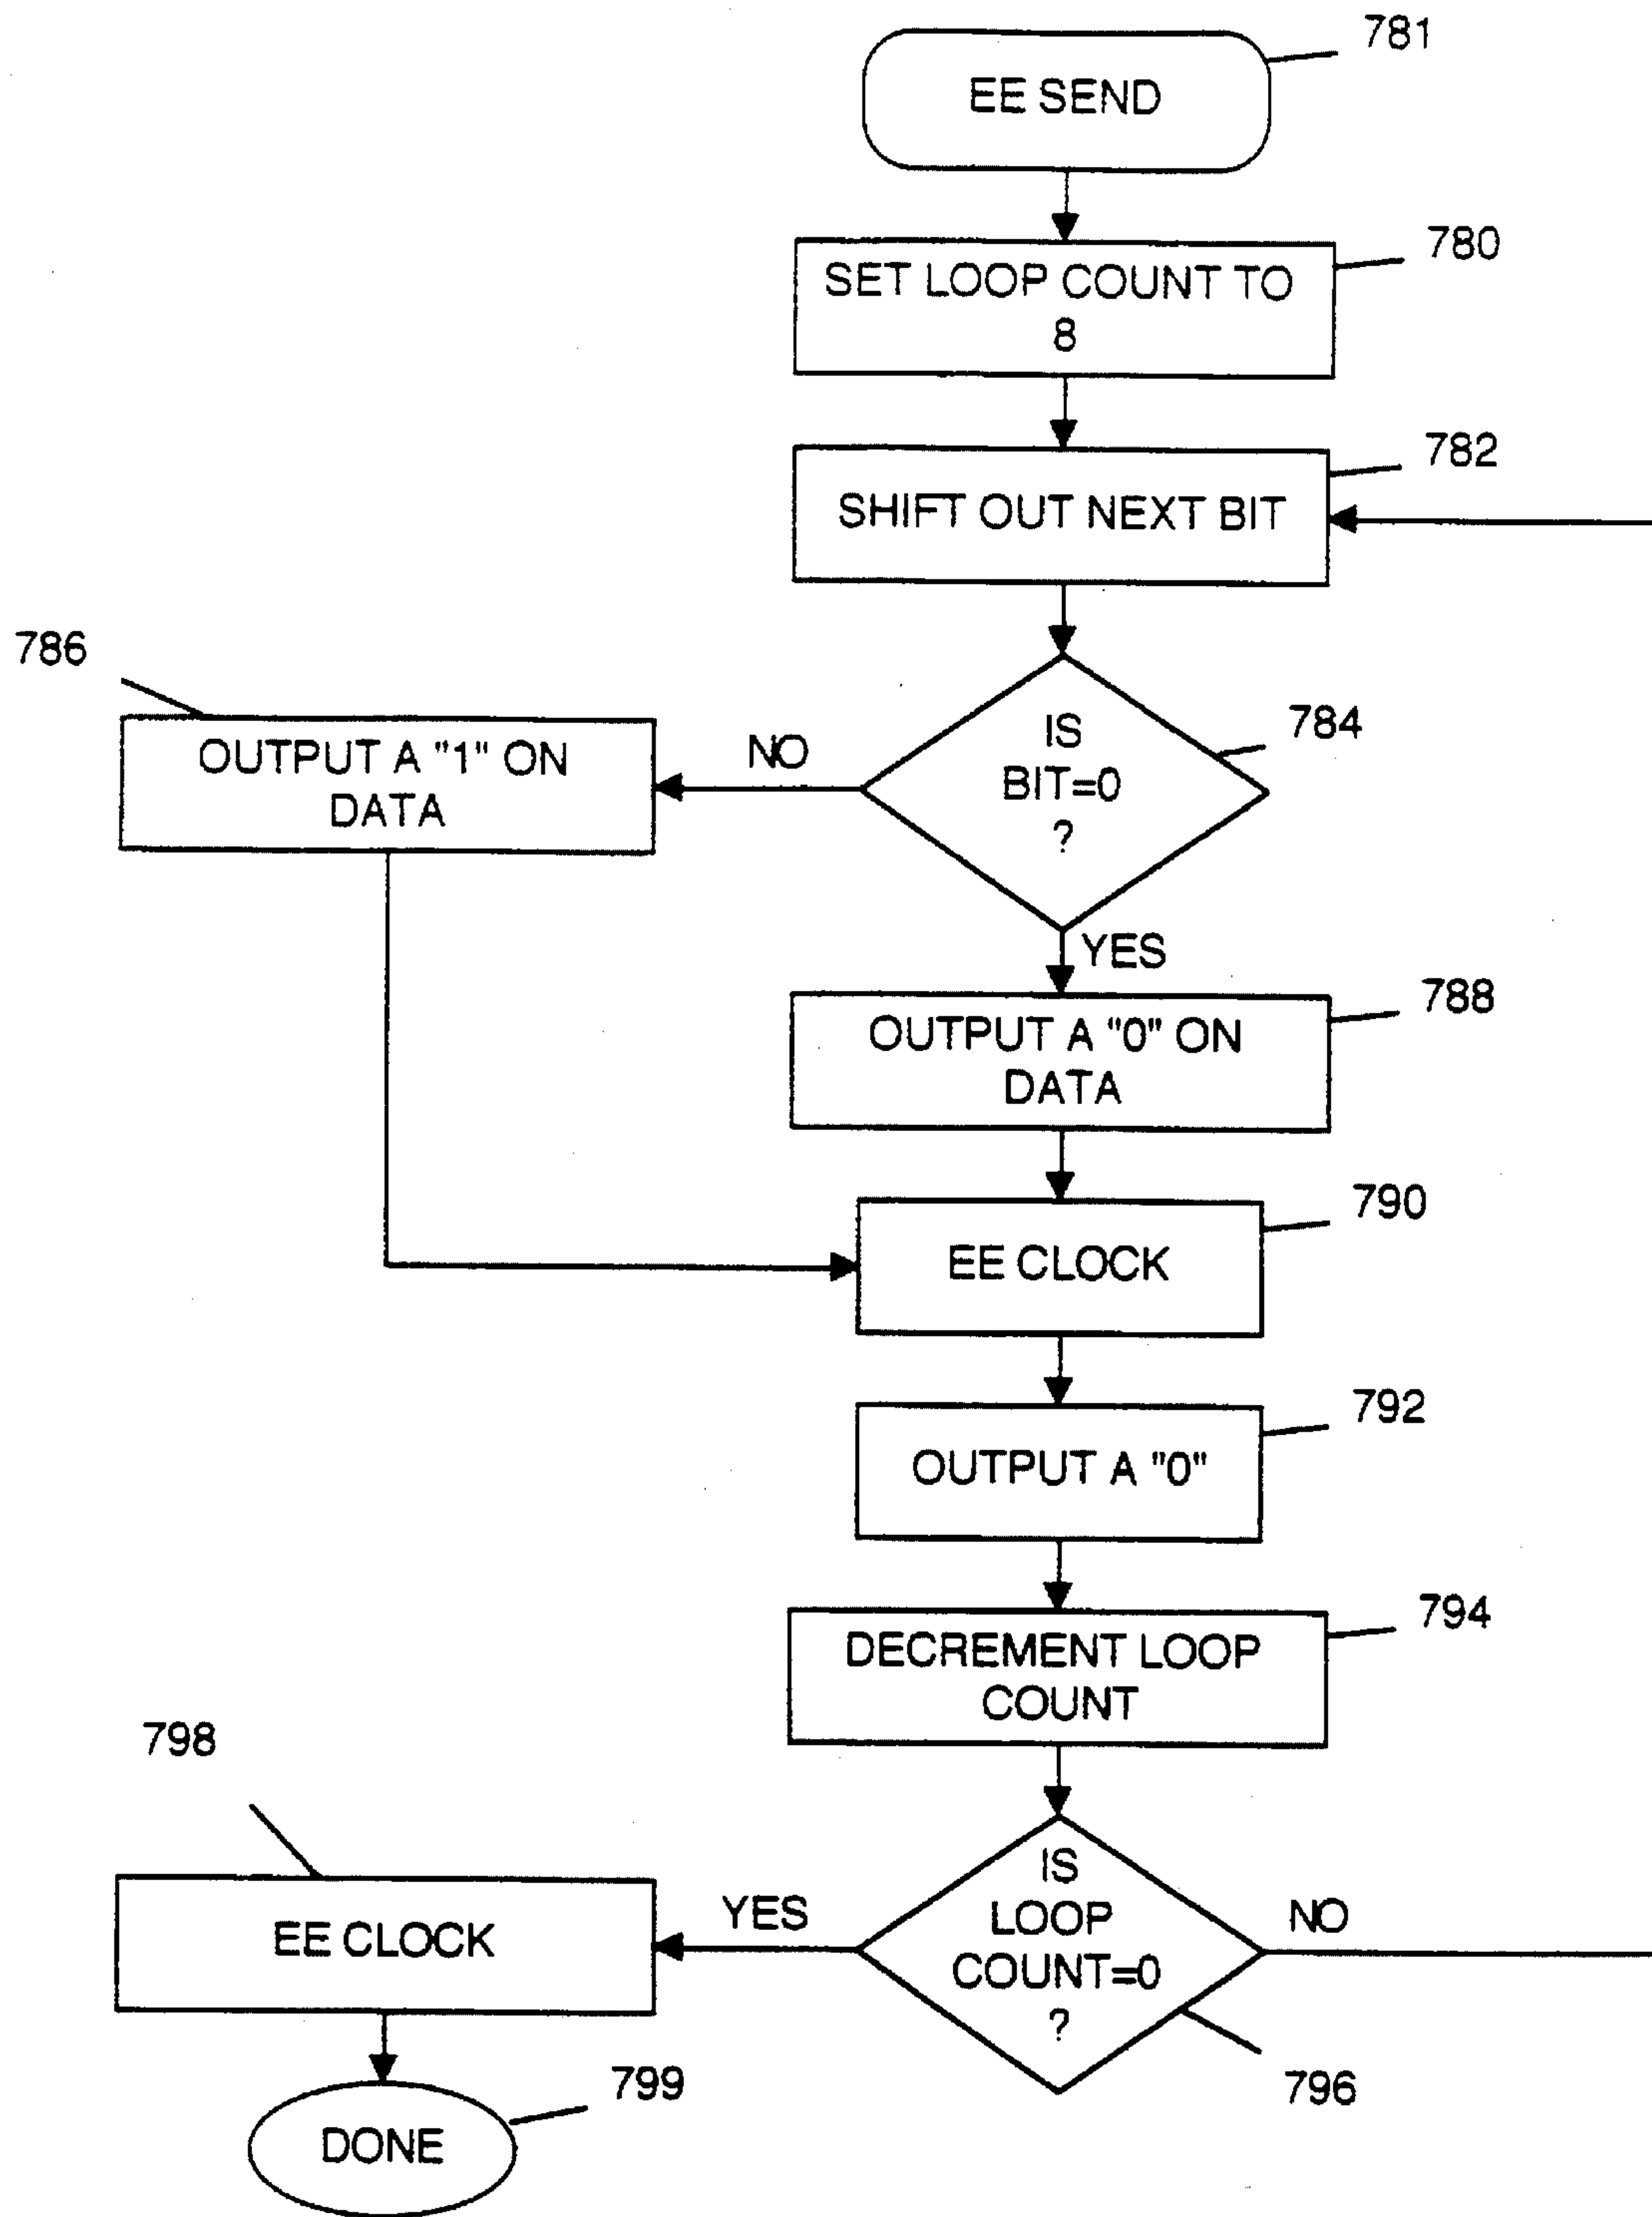 781
EE SEND
780
SET LOOP COUNT TO
8
782
SHIFT OUT NEXT BIT
786
OUTPUT A "1" ON
DATA
NO
784
IS
BIT=0
?
YES
788
OUTPUT A "0" ON
DATA
790
EE CLOCK
792
OUTPUT A "0"
794
DECREMENT LOOP
COUNT
798
EE CLOCK
YES
IS
LOOP
COUNT=0
?
NO
796
799
DONE